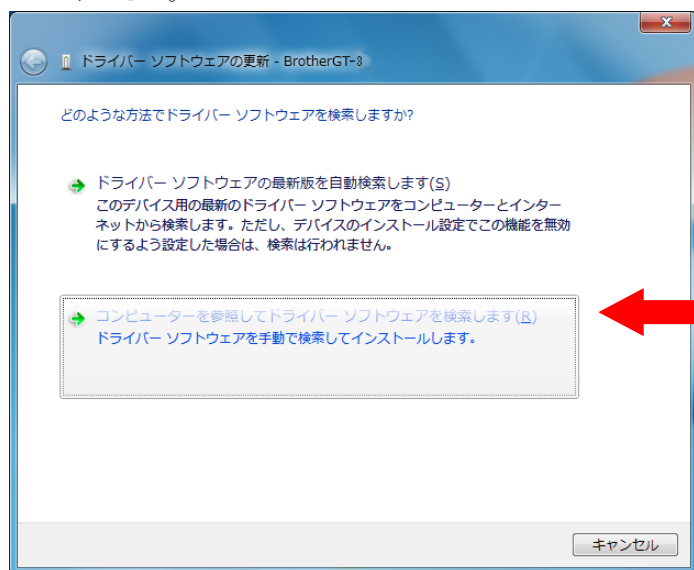 ドライバー ソフトウェアの更新 - BrotherGT-3
どのような方法でドライバー ソフトウェアを検索しますか?
ドライバー ソフトウェアの最新版を自動検索します(S)
このデバイス用の最新のドライバー ソフトウェアをコンピューターとインター
ネットから検索します。ただし、デバイスのインストール設定でこの機能を無効
にするよう設定した場合は、検索は行われません。
コンピューターを参照してドライバー ソフトウェアを検索します(R)
ドライバー ソフトウェアを手動で検索してインストールします。
キャンセル